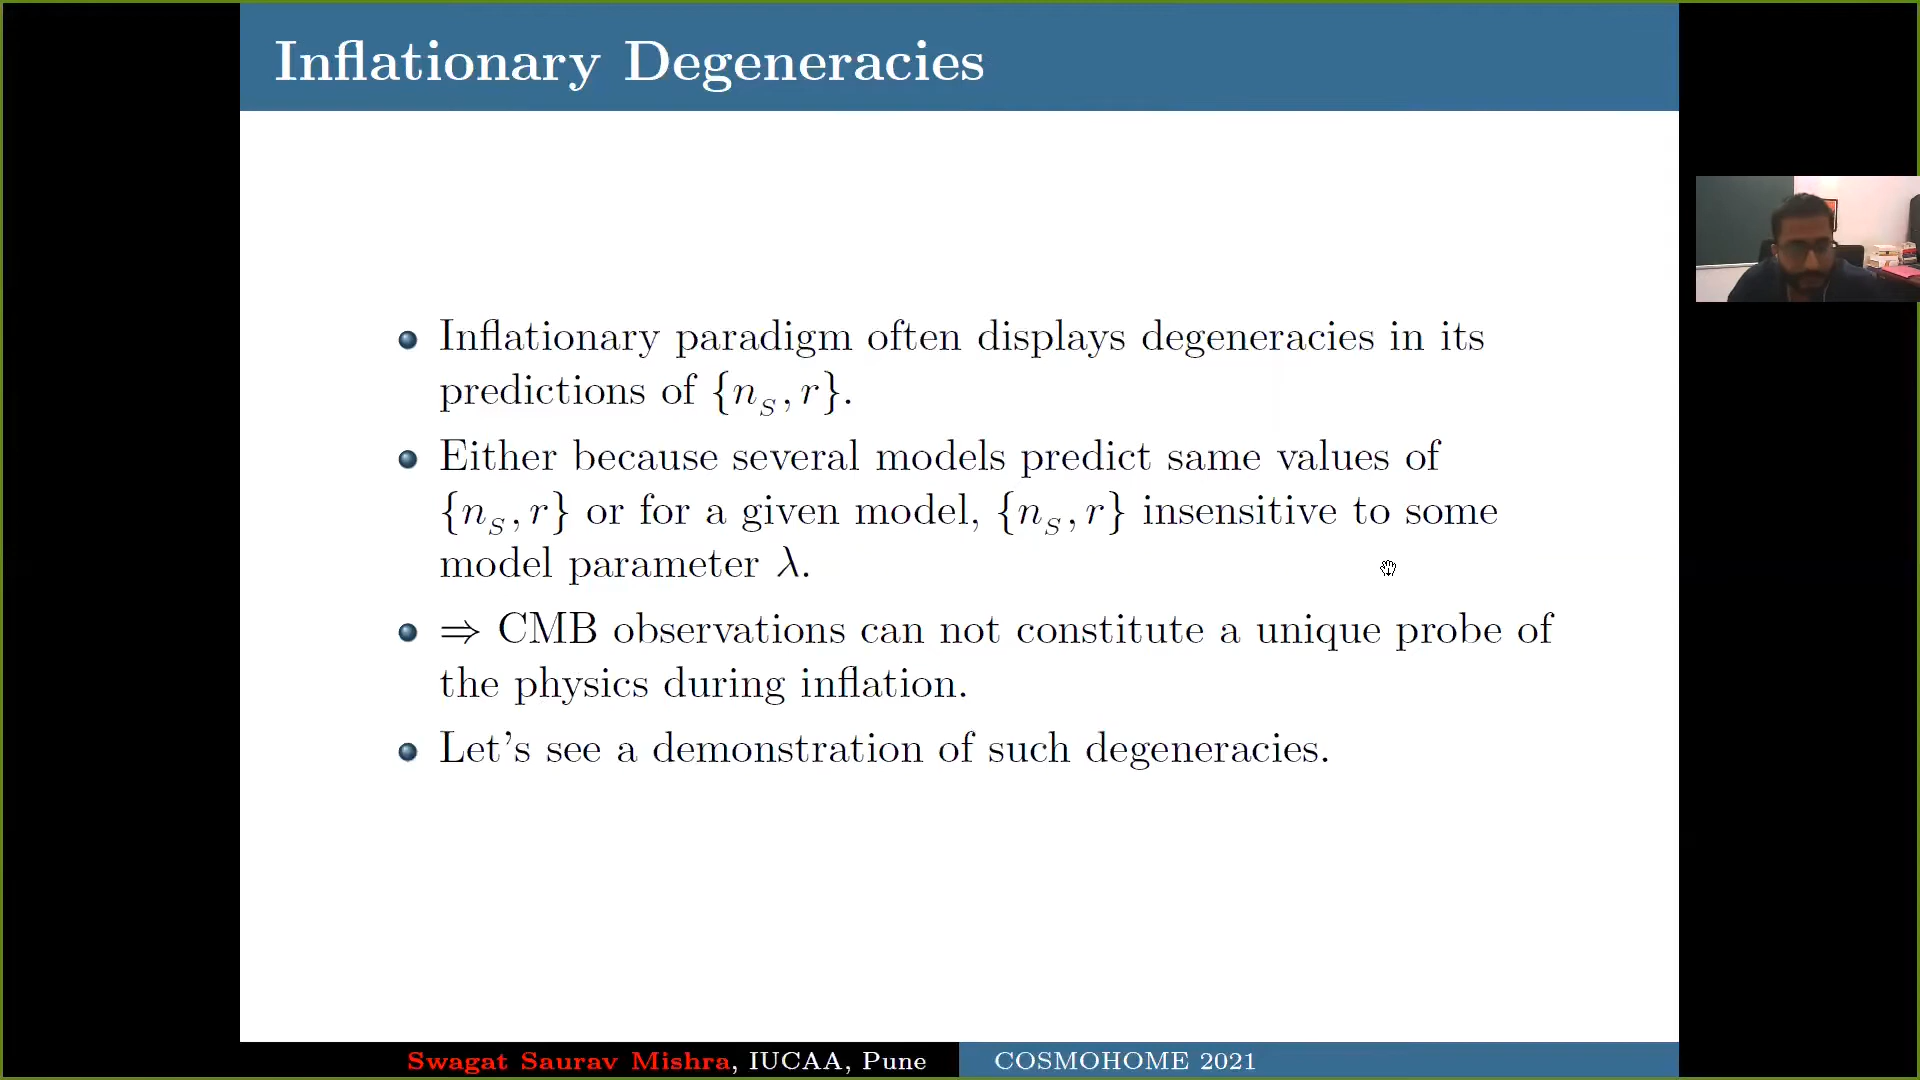 Inflationary Degeneracies
Inflationary paradigm often displays degeneracies in its
predictions of {n_S, r}.
Either because several models predict same values of
{n_S, r} or for a given model, {n_S, r} insensitive to some
model parameter λ.
⇒ CMB observations can not constitute a unique probe of
the physics during inflation.
Let's see a demonstration of such degeneracies.
Swagat Saurav Mishra, IUCAA, Pune
COSMOHOME 2021